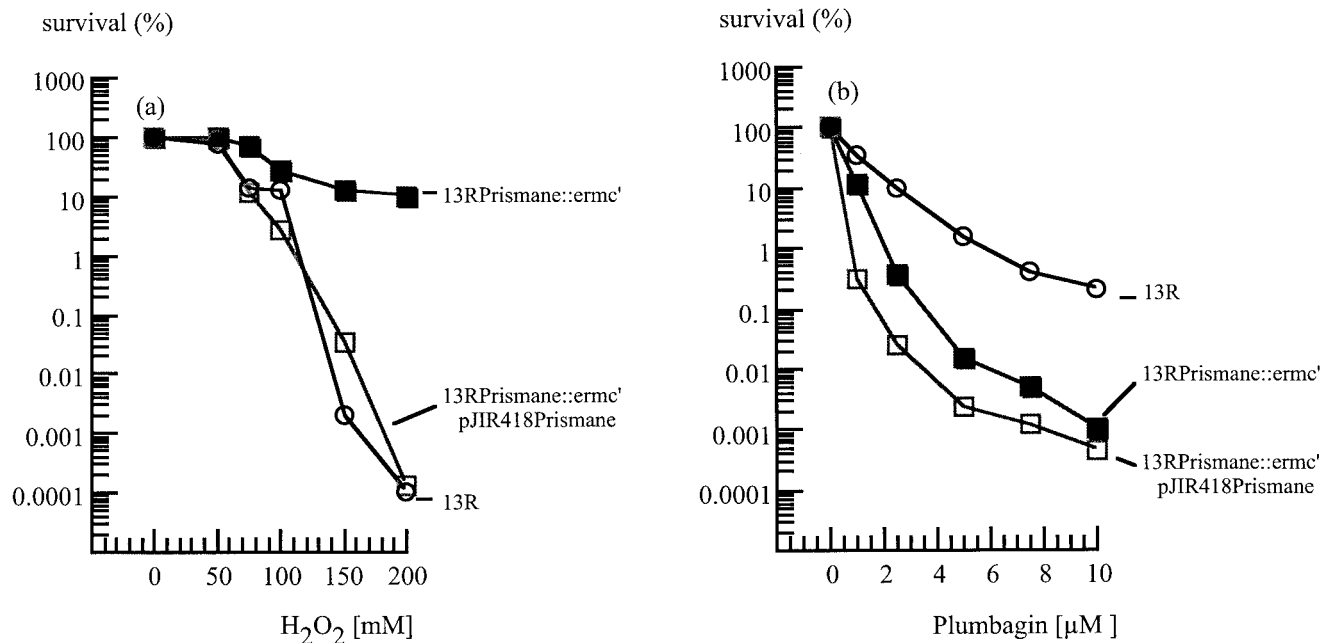 survival (%)
1000
100
10
1
0.1
0.01
0.001
0.0001
(a)
13RPrismane::ermc'
13RPrismane::ermc'
pJIR418Prismane
13R
0 50 100 150 200
H2O2 [mM]
survival (%)
1000
100
10
1
0.1
0.01
0.001
0.0001
(b)
13R
13RPrismane::ermc'
13RPrismane::ermc'
pJIR418Prismane
0 2 4 6 8 10
Plumbagin [µM ]